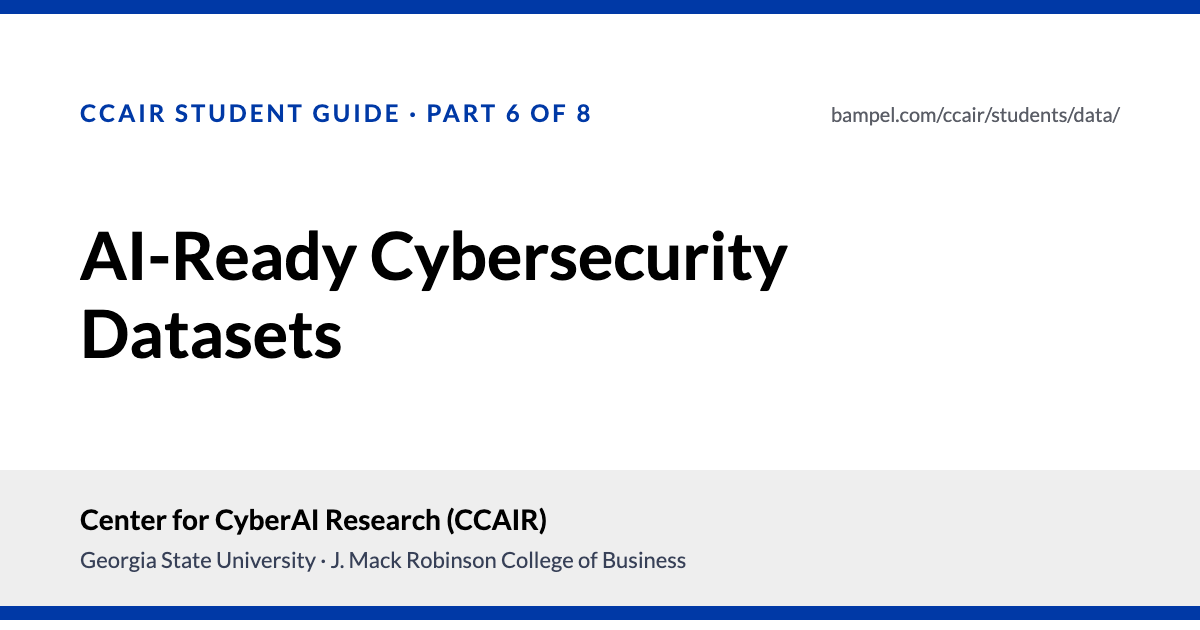 CCAIR STUDENT GUIDE · PART 6 OF 8
bampel.com/ccair/students/data/
AI-Ready Cybersecurity
Datasets
Center for CyberAI Research (CCAIR)
Georgia State University · J. Mack Robinson College of Business